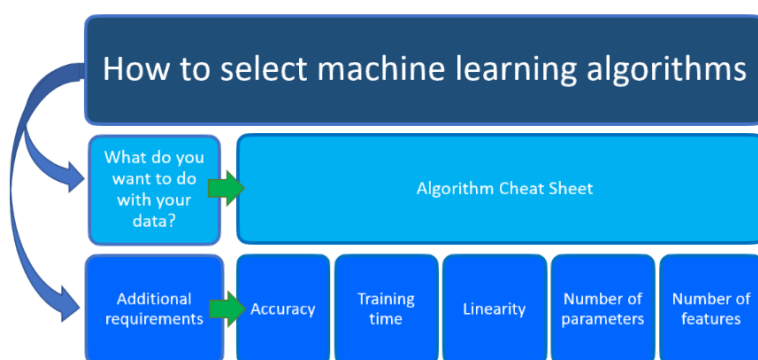 How to select machine learning algorithms
What do you
want to do
with your
data?
Algorithm Cheat Sheet
Additional
requirements
Accuracy
Training
time
Linearity
Number of
parameters
Number of
features